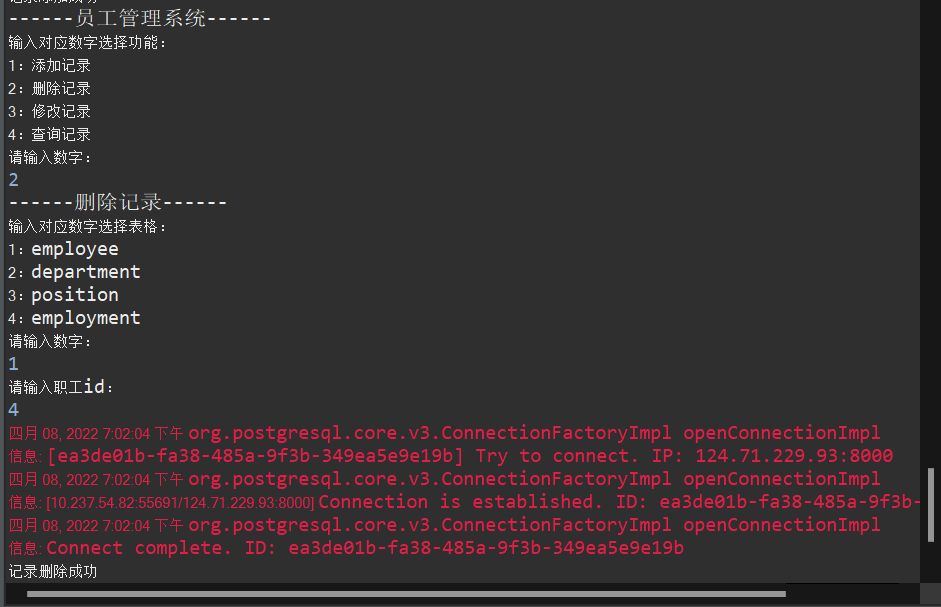 ------员工管理系统------
输入对应数字选择功能：
1：添加记录
2：删除记录
3：修改记录
4：查询记录
请输入数字：
2
------删除记录------
输入对应数字选择表格：
1：employee
2：department
3：position
4：employment
请输入数字：
1
请输入职工id：
4
四月 08, 2022 7:02:04 下午 org.postgresql.core.v3.ConnectionFactoryImpl openConnectionImpl
信息: [ea3de01b-fa38-485a-9f3b-349ea5e9e19b] Try to connect. IP: 124.71.229.93:8000
四月 08, 2022 7:02:04 下午 org.postgresql.core.v3.ConnectionFactoryImpl openConnectionImpl
信息: [10.237.54.82:55691/124.71.229.93:8000] Connection is established. ID: ea3de01b-fa38-485a-9f3b-
四月 08, 2022 7:02:04 下午 org.postgresql.core.v3.ConnectionFactoryImpl openConnectionImpl
信息: Connect complete. ID: ea3de01b-fa38-485a-9f3b-349ea5e9e19b
记录删除成功